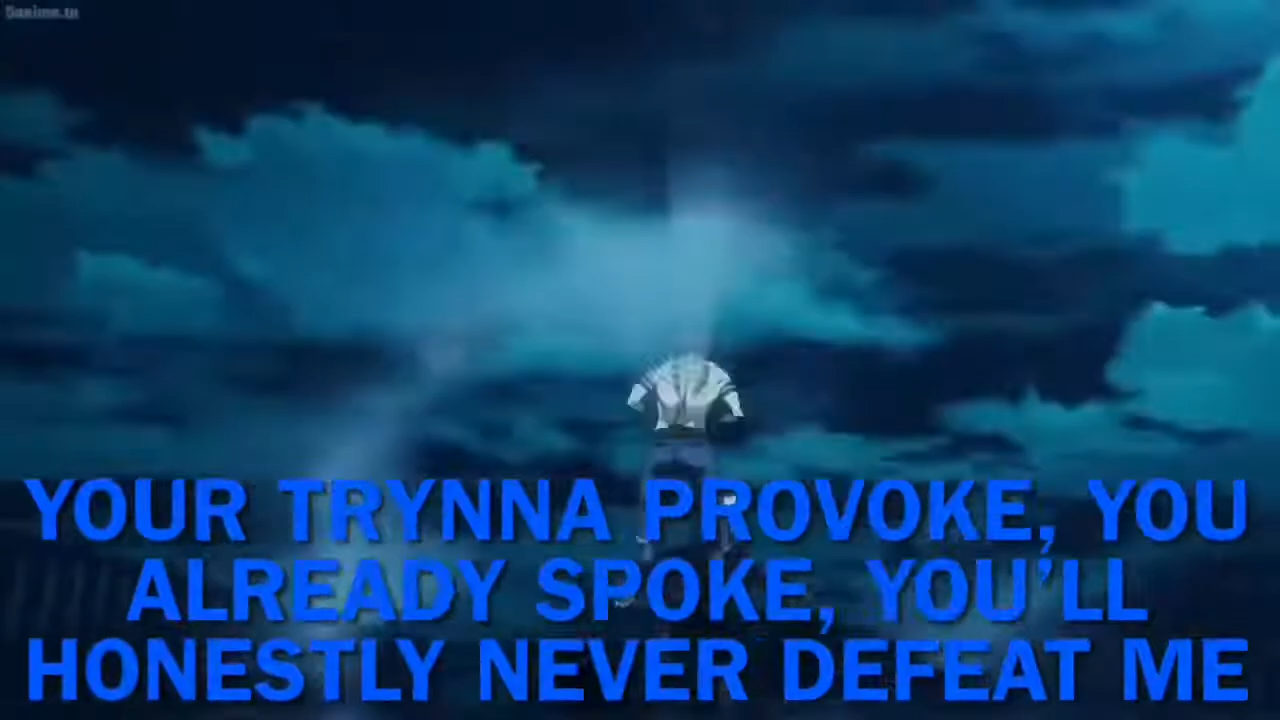 YOUR TRYNNA PROVOKE, YOU
ALREADY SPOKE, YOU’LL
HONESTLY NEVER DEFEAT ME